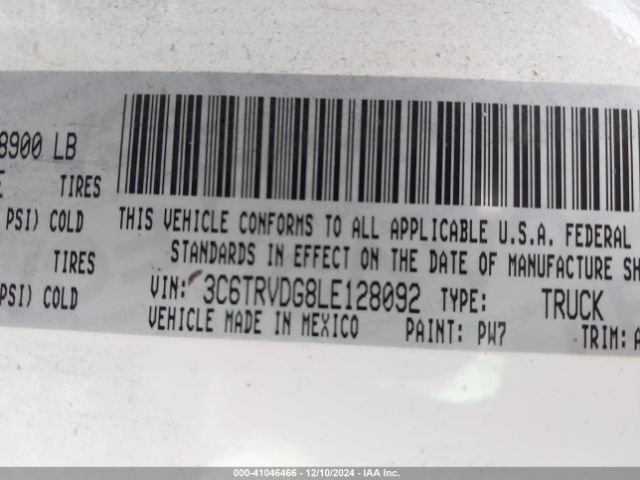 8900 LB
TIRES
PSI) COLD
TIRES
PSI) COLD
THIS VEHICLE CONFORMS TO ALL APPLICABLE U.S.A. FEDERAL
STANDARDS IN EFFECT ON THE DATE OF MANUFACTURE
VIN: 3C6TRVDG8LE128092 TYPE: TRUCK
VEHICLE MADE IN MEXICO PAINT: PW7 TRIM:
000-41046466 - 12/10/2024 - IAA Inc.